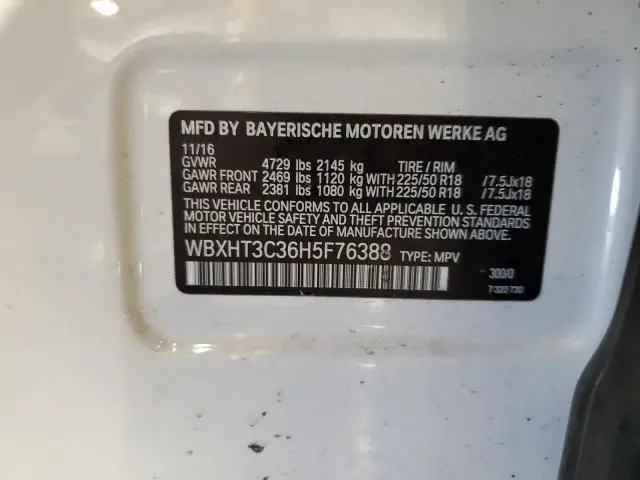 MFD BY BAYERISCHE MOTOREN WERKE AG
11/16
GVWR 4729 lbs 2145 kg TIRE / RIM
GAWR FRONT 2469 lbs 1120 kg WITH 225/50 R18 /7.5Jx18
GAWR REAR 2381 lbs 1080 kg WITH 225/50 R18 /7.5Jx18
THIS VEHICLE CONFORMS TO ALL APPLICABLE U. S. FEDERAL
MOTOR VEHICLE SAFETY AND THEFT PREVENTION STANDARDS
IN EFFECT ON THE DATE OF MANUFACTURE SHOWN ABOVE.
WBXHT3C36H5F76388 TYPE: MPV
300/0
7 320 730